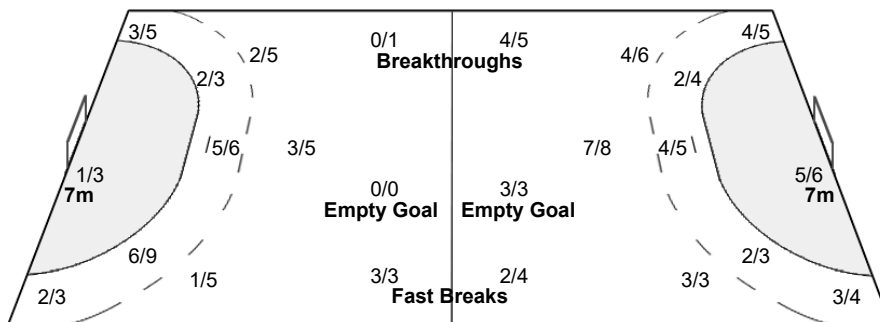 3/5 2/5 0/1 4/5 4/6 4/5
Breakthroughs
2/3 2/4
5/6 3/5 7/8 4/5
1/3 5/6
7m 7m
0/0 3/3
Empty Goal Empty Goal
6/9 2/3
1/5 3/3 2/4 3/3
2/3 3/4
Fast Breaks